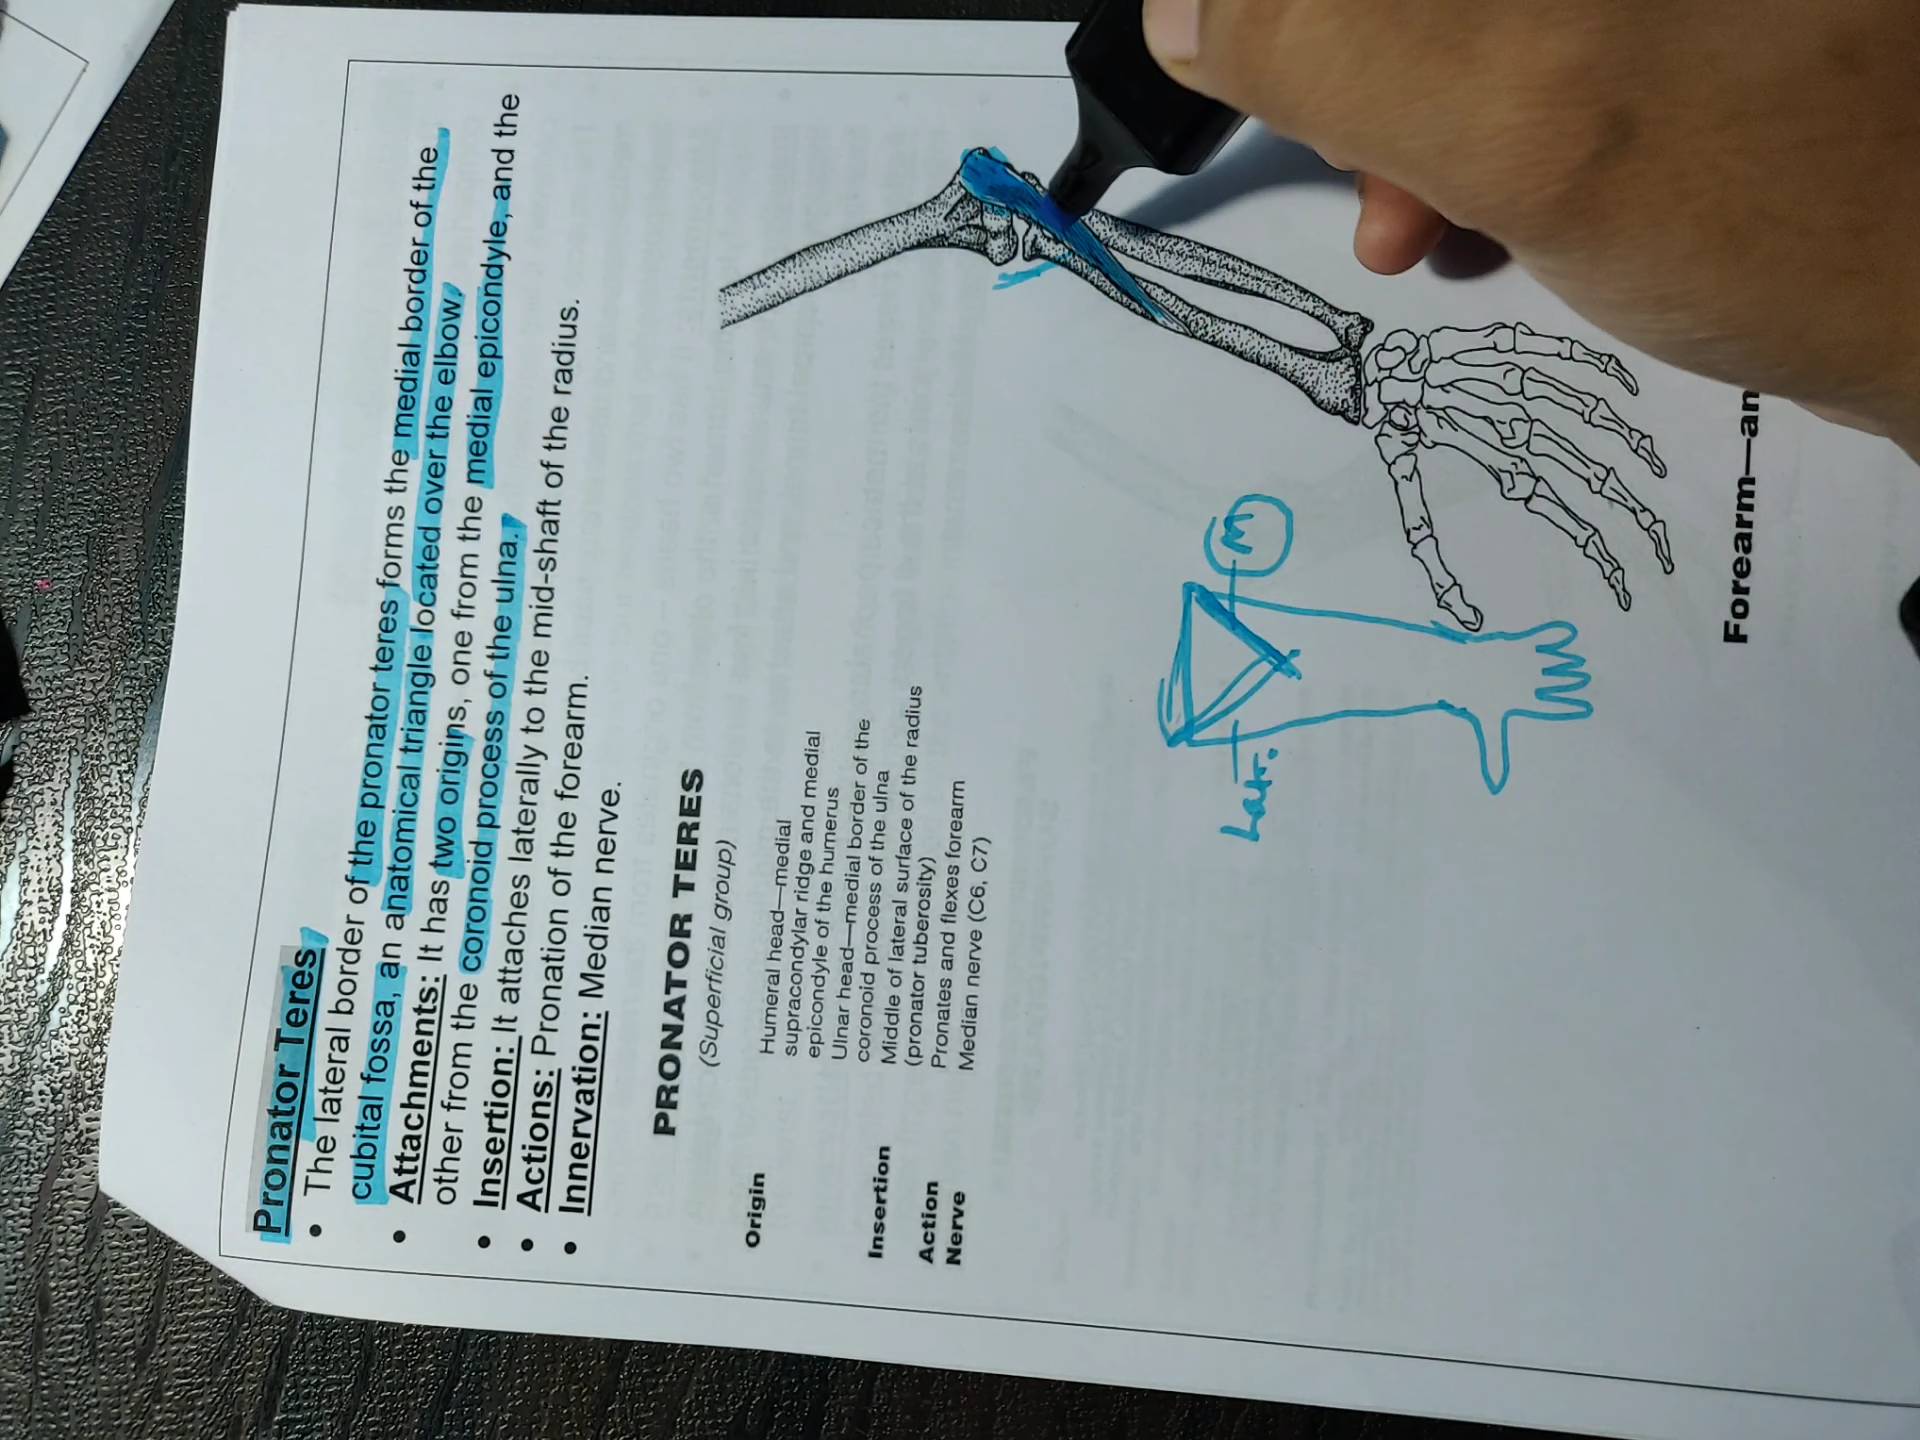 Pronator Teres
• The lateral border of the pronator teres forms the medial border of the
cubital fossa, an anatomical triangle located over the elbow.
• Attachments: It has two origins, one from the medial epicondyle, and the
other from the coronoid process of the ulna.
• Insertion: It attaches laterally to the mid-shaft of the radius.
• Actions: Pronation of the forearm.
• Innervation: Median nerve.
PRONATOR TERES
(Superficial group)
Origin Humeral head—medial
supracondylar ridge and medial
epicondyle of the humerus
Ulnar head—medial border of the
coronoid process of the ulna
Insertion Middle of lateral surface of the radius
(pronator tuberosity)
Action Pronates and flexes forearm
Nerve Median nerve (C6, C7)
M
Lat.
Forearm—an